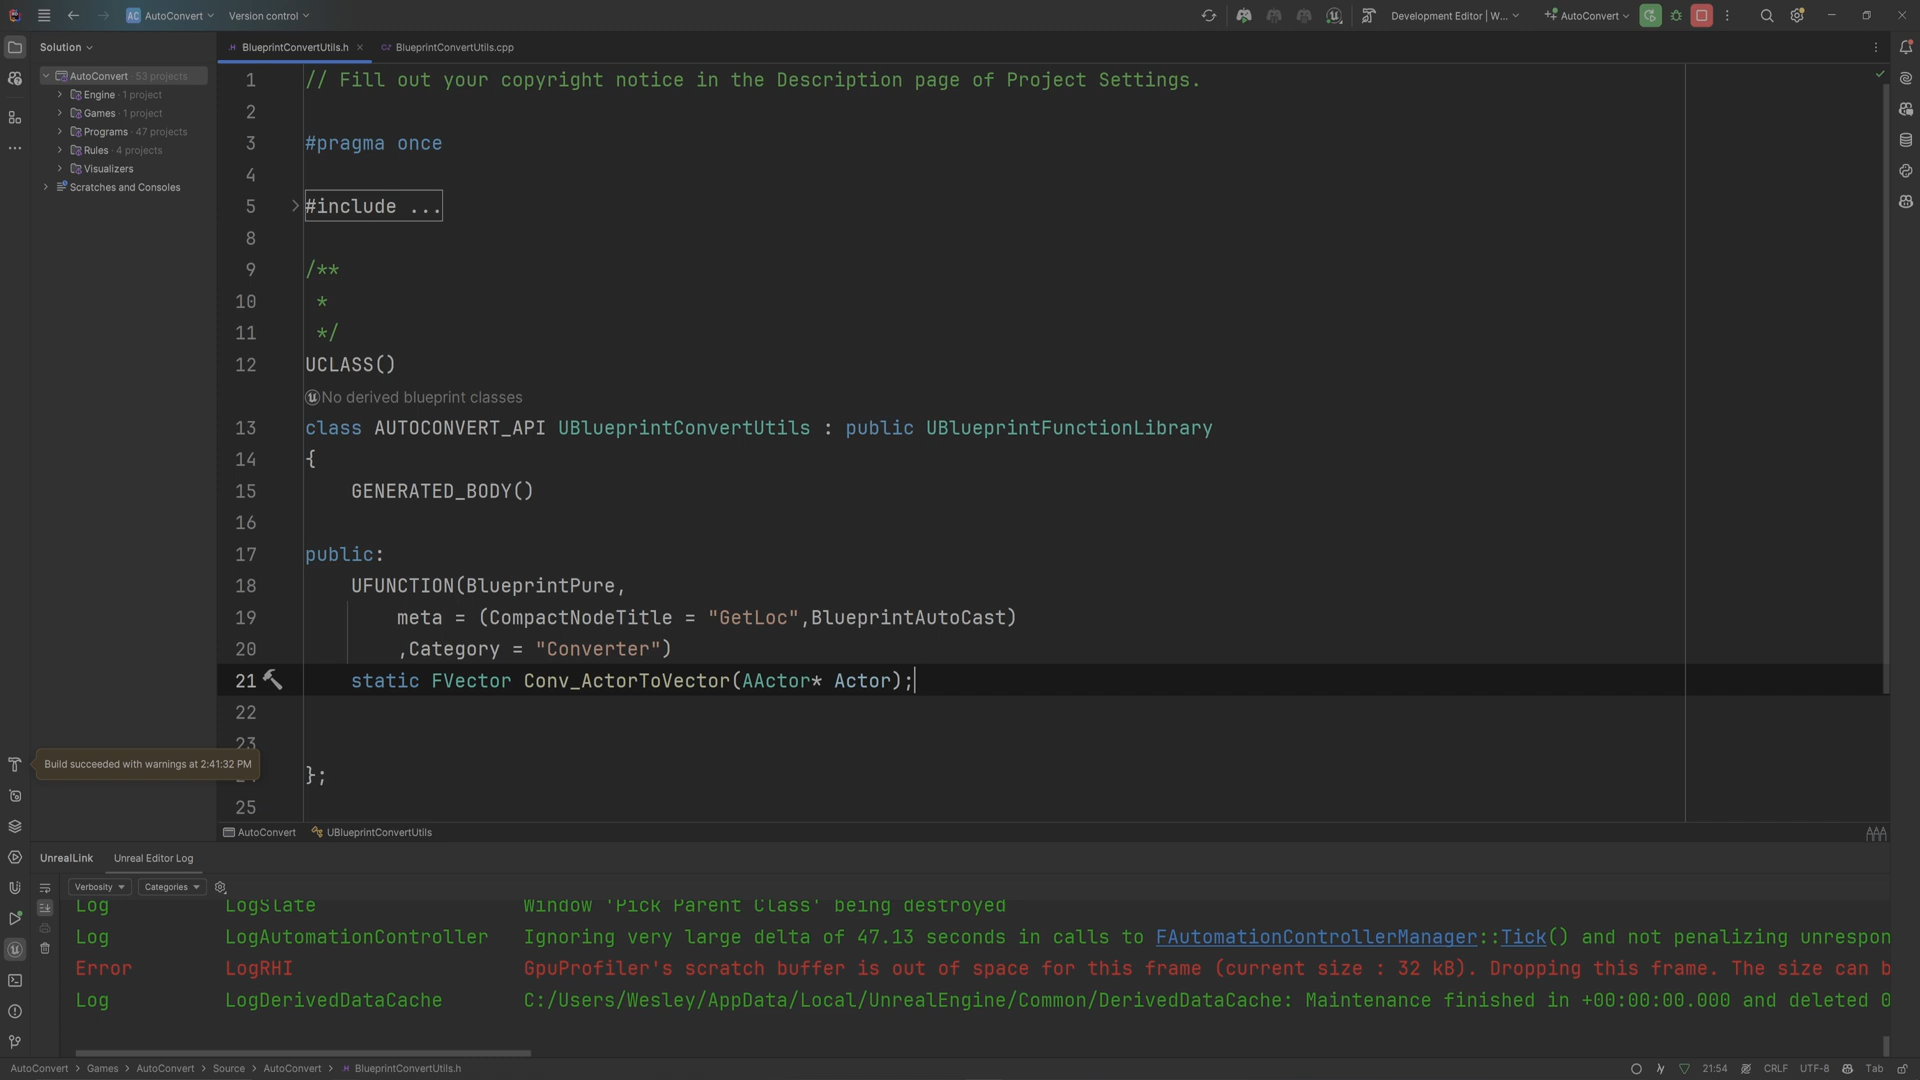 AC AutoConvert Version control Development Editor | W... AutoConvert
Solution BlueprintConvertUtils.h BlueprintConvertUtils.cpp
AutoConvert 53 projects
Engine · 1 project
Games · 1 project
Programs · 47 projects
Rules · 4 projects
Visualizers
Scratches and Consoles
1 // Fill out your copyright notice in the Description page of Project Settings.
2
3 #pragma once
4
5 #include ...
8
9 /**
10 *
11 */
12 UCLASS()
No derived blueprint classes
13 class AUTOCONVERT_API UBlueprintConvertUtils : public UBlueprintFunctionLibrary
14 {
15 GENERATED_BODY()
16
17 public:
18 UFUNCTION(BlueprintPure,
19 meta = (CompactNodeTitle = "GetLoc",BlueprintAutoCast)
20 ,Category = "Converter")
21 static FVector Conv_ActorToVector(AActor* Actor);
22
23
Build succeeded with warnings at 2:41:32 PM
};
25
AutoConvert UBlueprintConvertUtils
UnrealLink Unreal Editor Log
Verbosity Categories
Log LogSlate Window 'Pick Parent Class' being destroyed
Log LogAutomationController Ignoring very large delta of 47.13 seconds in calls to FAutomationControllerManager::Tick() and not penalizing unrespon
Error LogRHI GpuProfiler's scratch buffer is out of space for this frame (current size : 32 kB). Dropping this frame. The size can b
Log LogDerivedDataCache C:/Users/Wesley/AppData/Local/UnrealEngine/Common/DerivedDataCache: Maintenance finished in +00:00:00.000 and deleted 0
AutoConvert > Games > AutoConvert > Source > AutoConvert > BlueprintConvertUtils.h 21:54 CRLF UTF-8 Tab